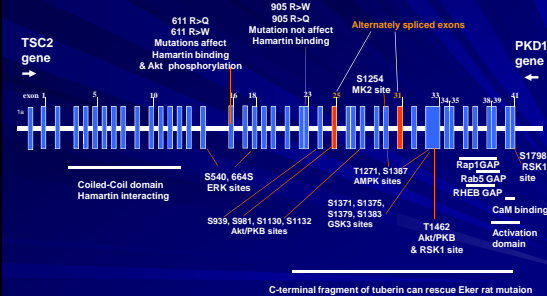 TSC2
gene
611 R>Q
611 R>W
Mutations affect
Hamartin binding
& Akt phosphorylation
905 R>W
905 R>Q
Mutation not affect
Hamartin binding
Alternately spliced exons
PKD1
gene
S1254
MK2 site
exon 1 5 10 16 18 23 25 31 33 34 35 38 39 41
1a
S540, 664S
ERK sites
Coiled-Coil domain
Hamartin interacting
S939, S981, S1130, S1132
Akt/PKB sites
T1271, S1387
AMPK sites
S1371, S1375,
S1379, S1383
GSK3 sites
T1462
Akt/PKB
& RSK1 site
S1798
RSK1
site
Rap1GAP
Rab5 GAP
RHEB GAP
CaM binding
Activation
domain
C-terminal fragment of tuberin can rescue Eker rat mutaion